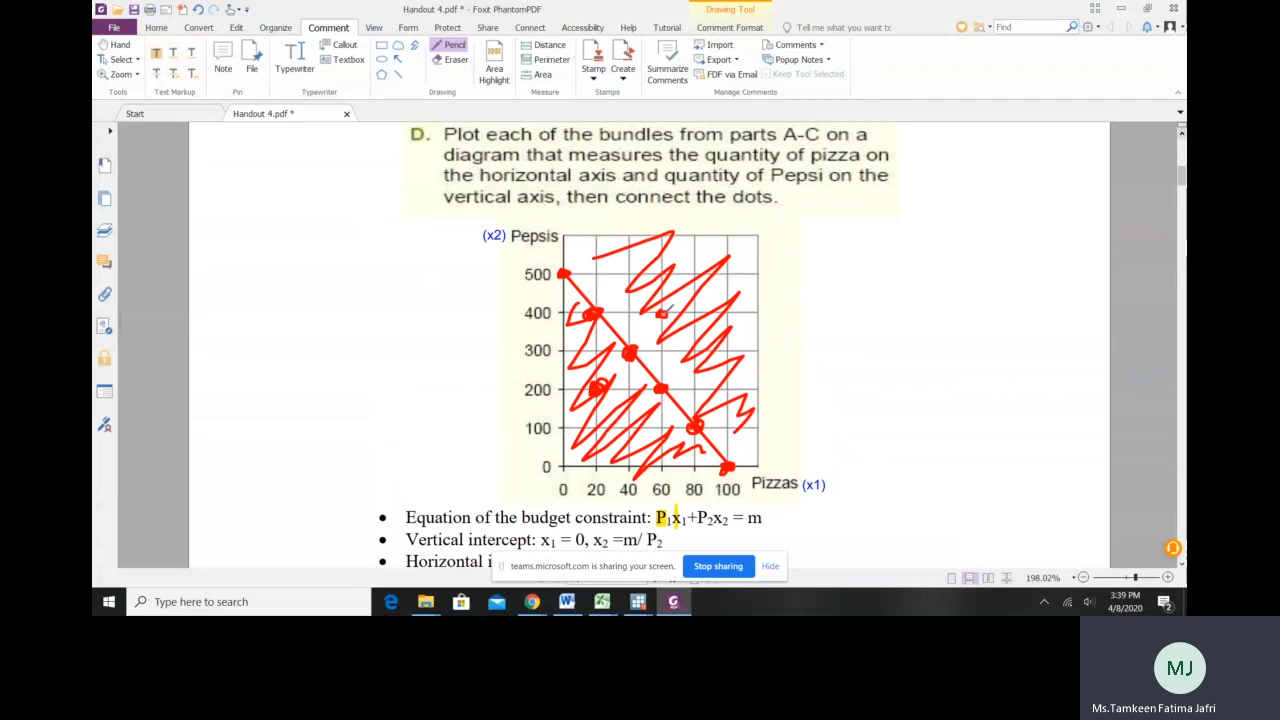 Handout 4.pdf * - Foxit PhantomPDF
Drawing Tool
File Home Convert Edit Organize Comment View Form Protect Share Connect Accessibility Help Tutorial Comment Format Tell me what you want tc Find
Hand
Select
Zoom
Tools
T T T
T T T
Text Markup
Note File
Pin
Typewriter
Callout
Textbox
Typewriter
Pencil
Eraser
Drawing
Area Highlight
Distance
Perimeter
Area
Measure
Stamp Create
Stamps
Summarize Comments
Import
Export
FDF via Email
Comments
Popup Notes
Keep Tool Selected
Manage Comments
Start Handout 4.pdf *
D. Plot each of the bundles from parts A-C on a
diagram that measures the quantity of pizza on
the horizontal axis and quantity of Pepsi on the
vertical axis, then connect the dots.
(x2) Pepsis
500
400
300
200
100
0
0 20 40 60 80 100 Pizzas (x1)
• Equation of the budget constraint: P₁x₁+P₂x₂ = m
• Vertical intercept: x₁ = 0, x₂ =m/ P₂
• Horizontal i
teams.microsoft.com is sharing your screen. Stop sharing Hide
198.02%
Type here to search
3:39 PM
4/8/2020
2
MJ
Ms.Tamkeen Fatima Jafri